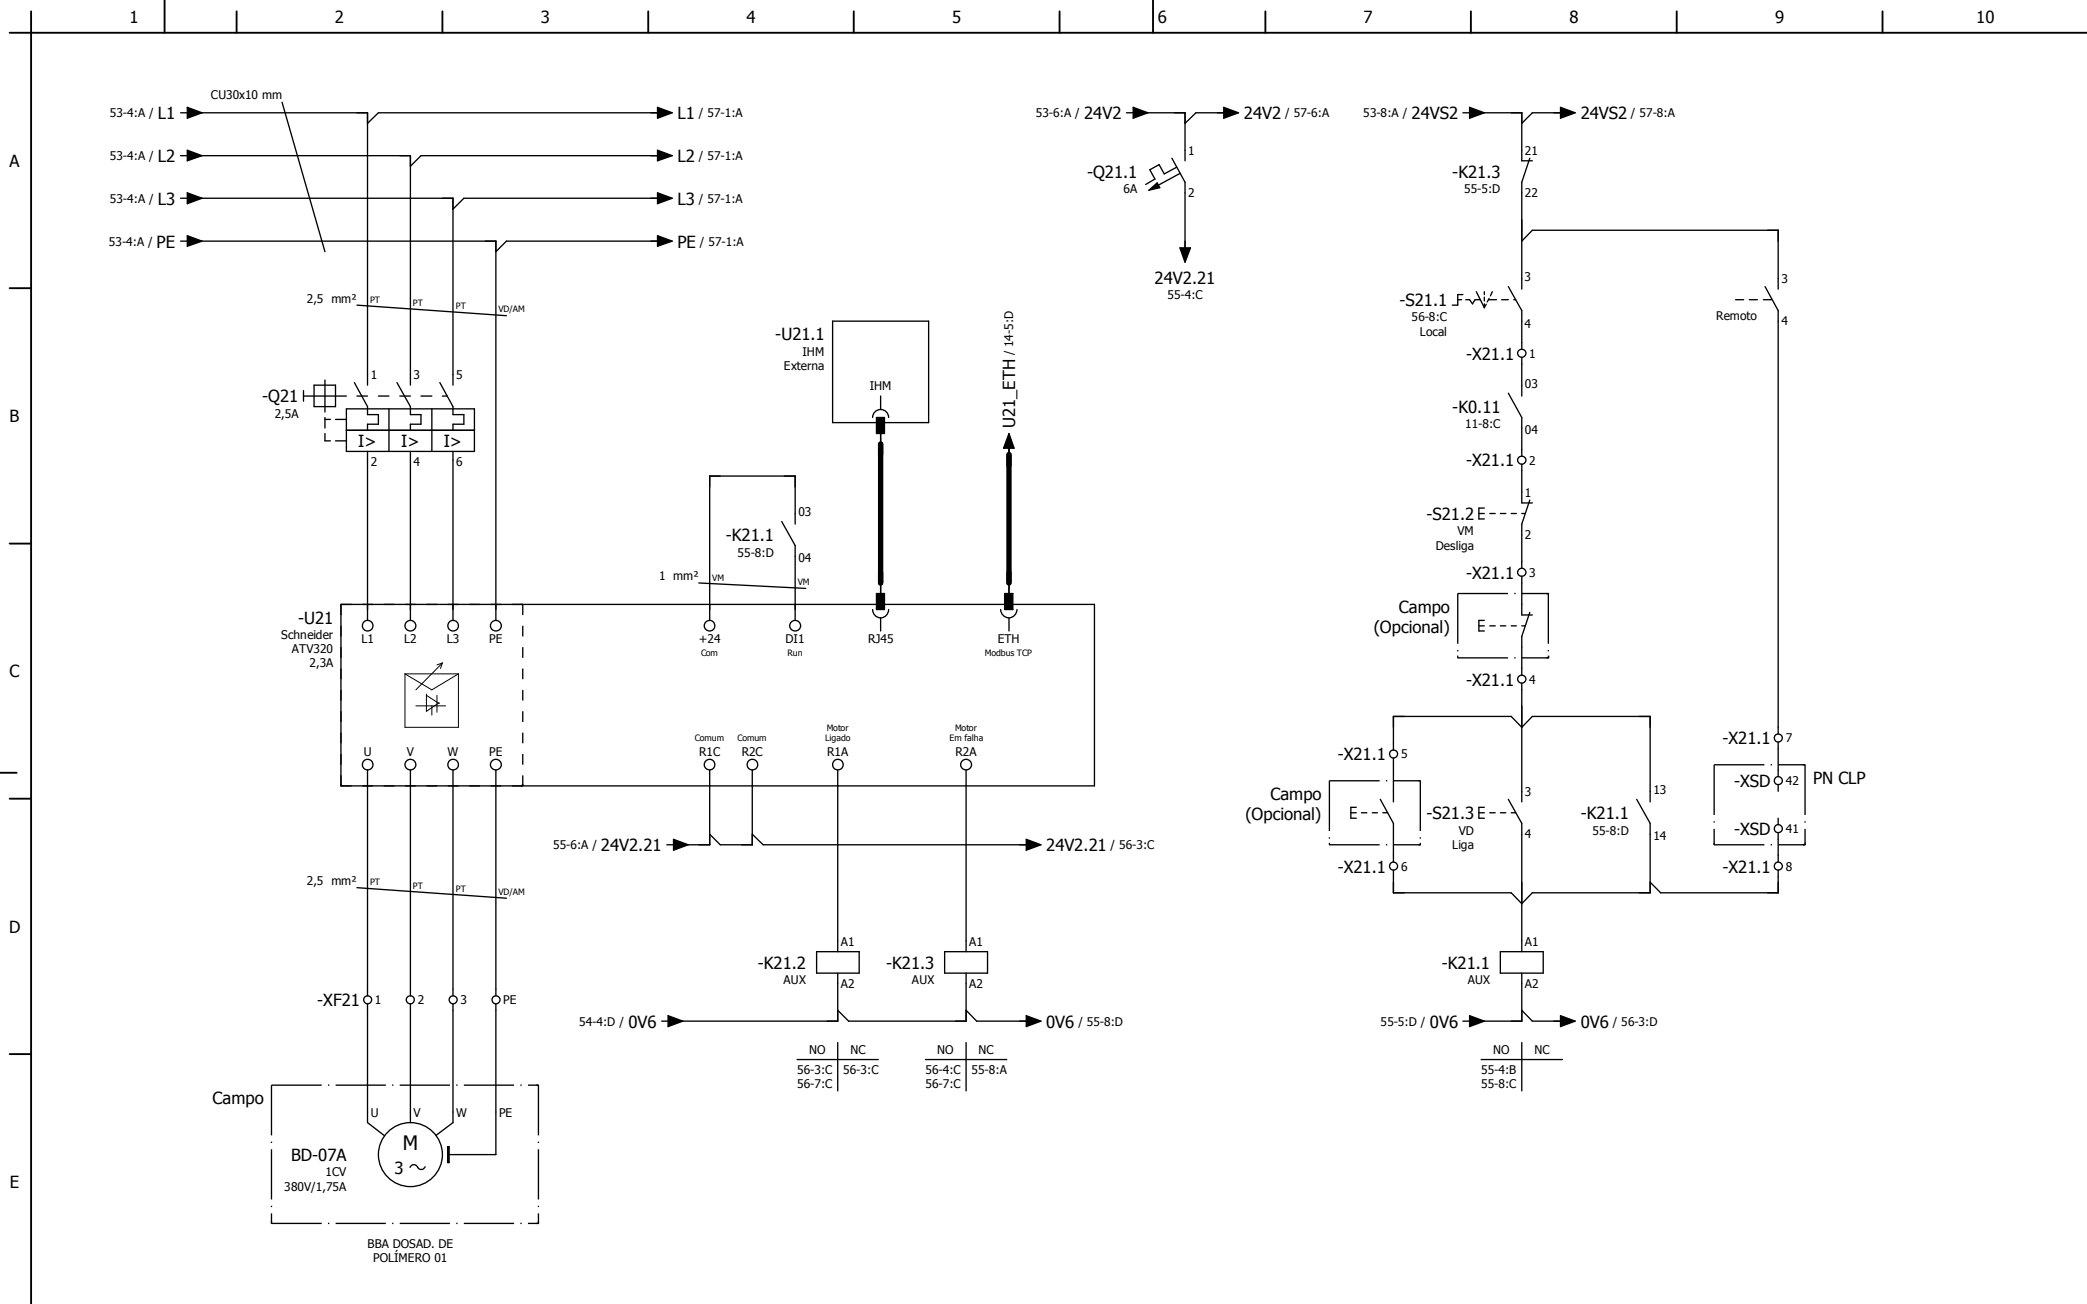 1 2 3 4 5 6 7 8 9 10
A
B
C
D
E
CU30x10 mm
53-4:A / L1
L1 / 57-1:A
53-4:A / L2
L2 / 57-1:A
53-4:A / L3
L3 / 57-1:A
53-4:A / PE
PE / 57-1:A
2,5 mm²
PT PT PT VD/AM
-Q21
2,5A
1 3 5
I> I> I>
2 4 6
-U21
Schneider
ATV320
2,3A
L1 L2 L3 PE
U V W PE
2,5 mm²
PT PT PT VD/AM
-XF21 1 2 3 PE
Campo
U V W PE
M
3 ~
BD-07A
1CV
380V/1,75A
BBA DOSAD. DE
POLÍMERO 01
-U21.1
IHM
Externa
IHM
U21_ETH / 14-5:D
-K21.1
55-8:D
03
04
1 mm²
VM VM
+24
Com
DI1
Run
RJ45
ETH
Modbus TCP
Comum
R1C
Comum
R2C
Motor
Ligado
R1A
Motor
Em falha
R2A
55-6:A / 24V2.21
24V2.21 / 56-3:C
-K21.2
AUX
A1
A2
-K21.3
AUX
A1
A2
54-4:D / 0V6
0V6 / 55-8:D
NO NC
56-3:C 56-3:C
56-7:C
NO NC
56-4:C 55-8:A
56-7:C
53-6:A / 24V2
24V2 / 57-6:A
-Q21.1
6A
1
2
24V2.21
55-4:C
53-8:A / 24VS2
24VS2 / 57-8:A
-K21.3
55-5:D
21
22
-S21.1
56-8:C
Local
3
4
Remoto
3
4
-X21.1 1
-K0.11
11-8:C
03
04
-X21.1 2
-S21.2 E
VM
Desliga
1
2
-X21.1 3
Campo
(Opcional)
E
-X21.1 4
-X21.1 5
Campo
(Opcional)
E
-X21.1 6
-S21.3 E
VD
Liga
3
4
-K21.1
55-8:D
13
14
-X21.1 7
-XSD 42
PN CLP
-XSD 41
-X21.1 8
-K21.1
AUX
A1
A2
55-5:D / 0V6
0V6 / 56-3:D
NO NC
55-4:B
55-8:C